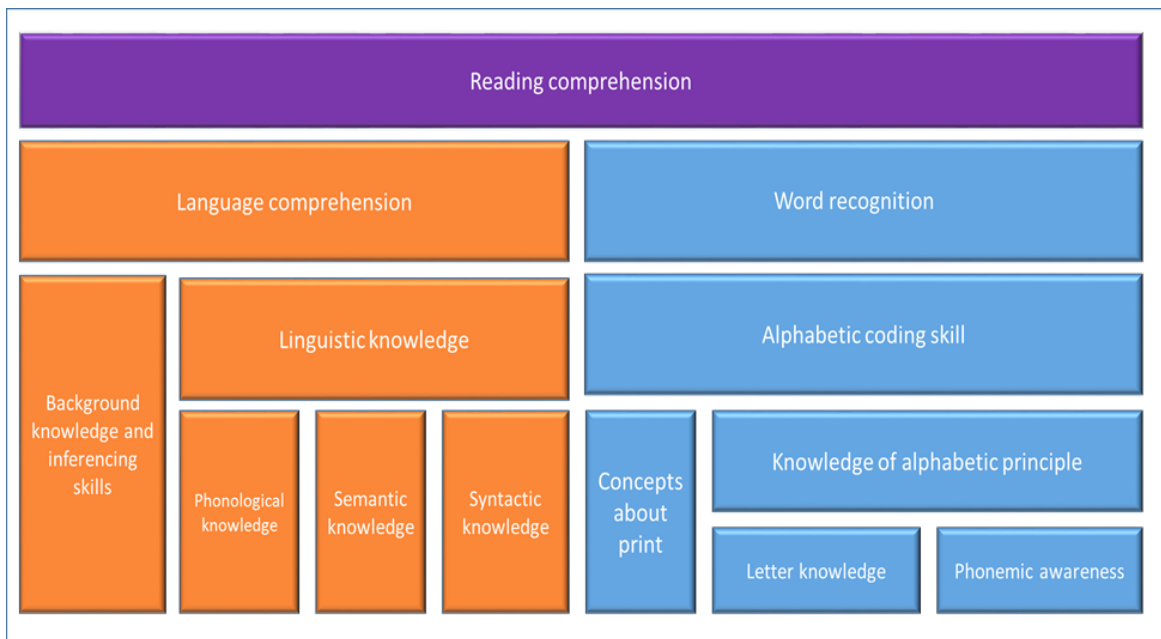 Reading comprehension
Language comprehension
Word recognition
Background
knowledge and
inferencing
skills
Linguistic knowledge
Phonological
knowledge
Semantic
knowledge
Syntactic
knowledge
Alphabetic coding skill
Concepts
about
print
Knowledge of alphabetic principle
Letter knowledge
Phonemic awareness